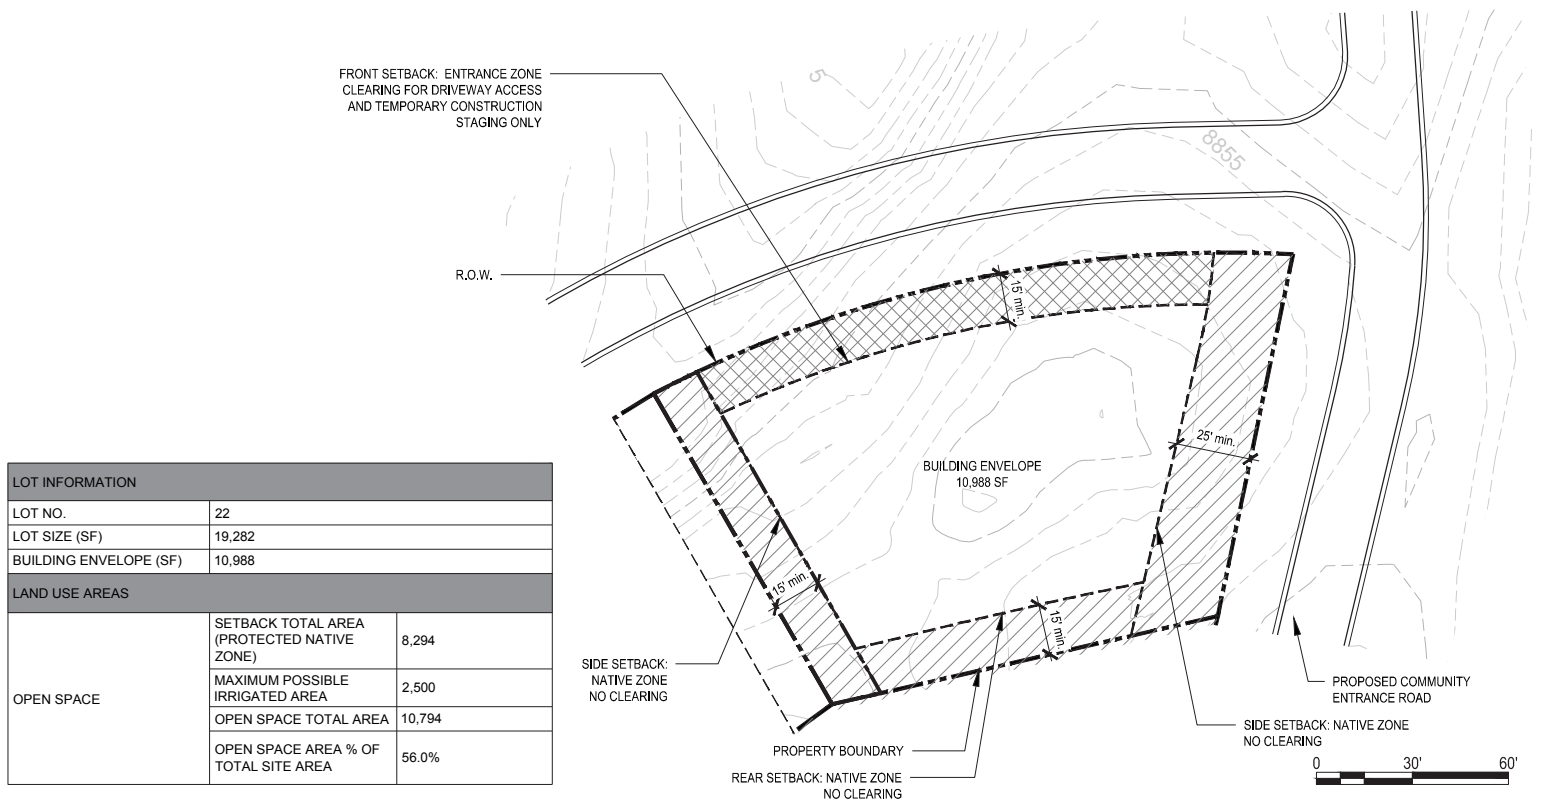 FRONT SETBACK: ENTRANCE ZONE
CLEARING FOR DRIVEWAY ACCESS
AND TEMPORARY CONSTRUCTION
STAGING ONLY
5
8855
R.O.W.
15' min.
25' min.
BUILDING ENVELOPE
10,988 SF
15' min.
15' min.
SIDE SETBACK:
NATIVE ZONE
NO CLEARING
PROPERTY BOUNDARY
REAR SETBACK: NATIVE ZONE
NO CLEARING
PROPOSED COMMUNITY
ENTRANCE ROAD
SIDE SETBACK: NATIVE ZONE
NO CLEARING
0 30' 60'
LOT INFORMATION
LOT NO. 22
LOT SIZE (SF) 19,282
BUILDING ENVELOPE (SF) 10,988
LAND USE AREAS
OPEN SPACE
SETBACK TOTAL AREA
(PROTECTED NATIVE
ZONE)
8,294
MAXIMUM POSSIBLE
IRRIGATED AREA
2,500
OPEN SPACE TOTAL AREA 10,794
OPEN SPACE AREA % OF
TOTAL SITE AREA
56.0%